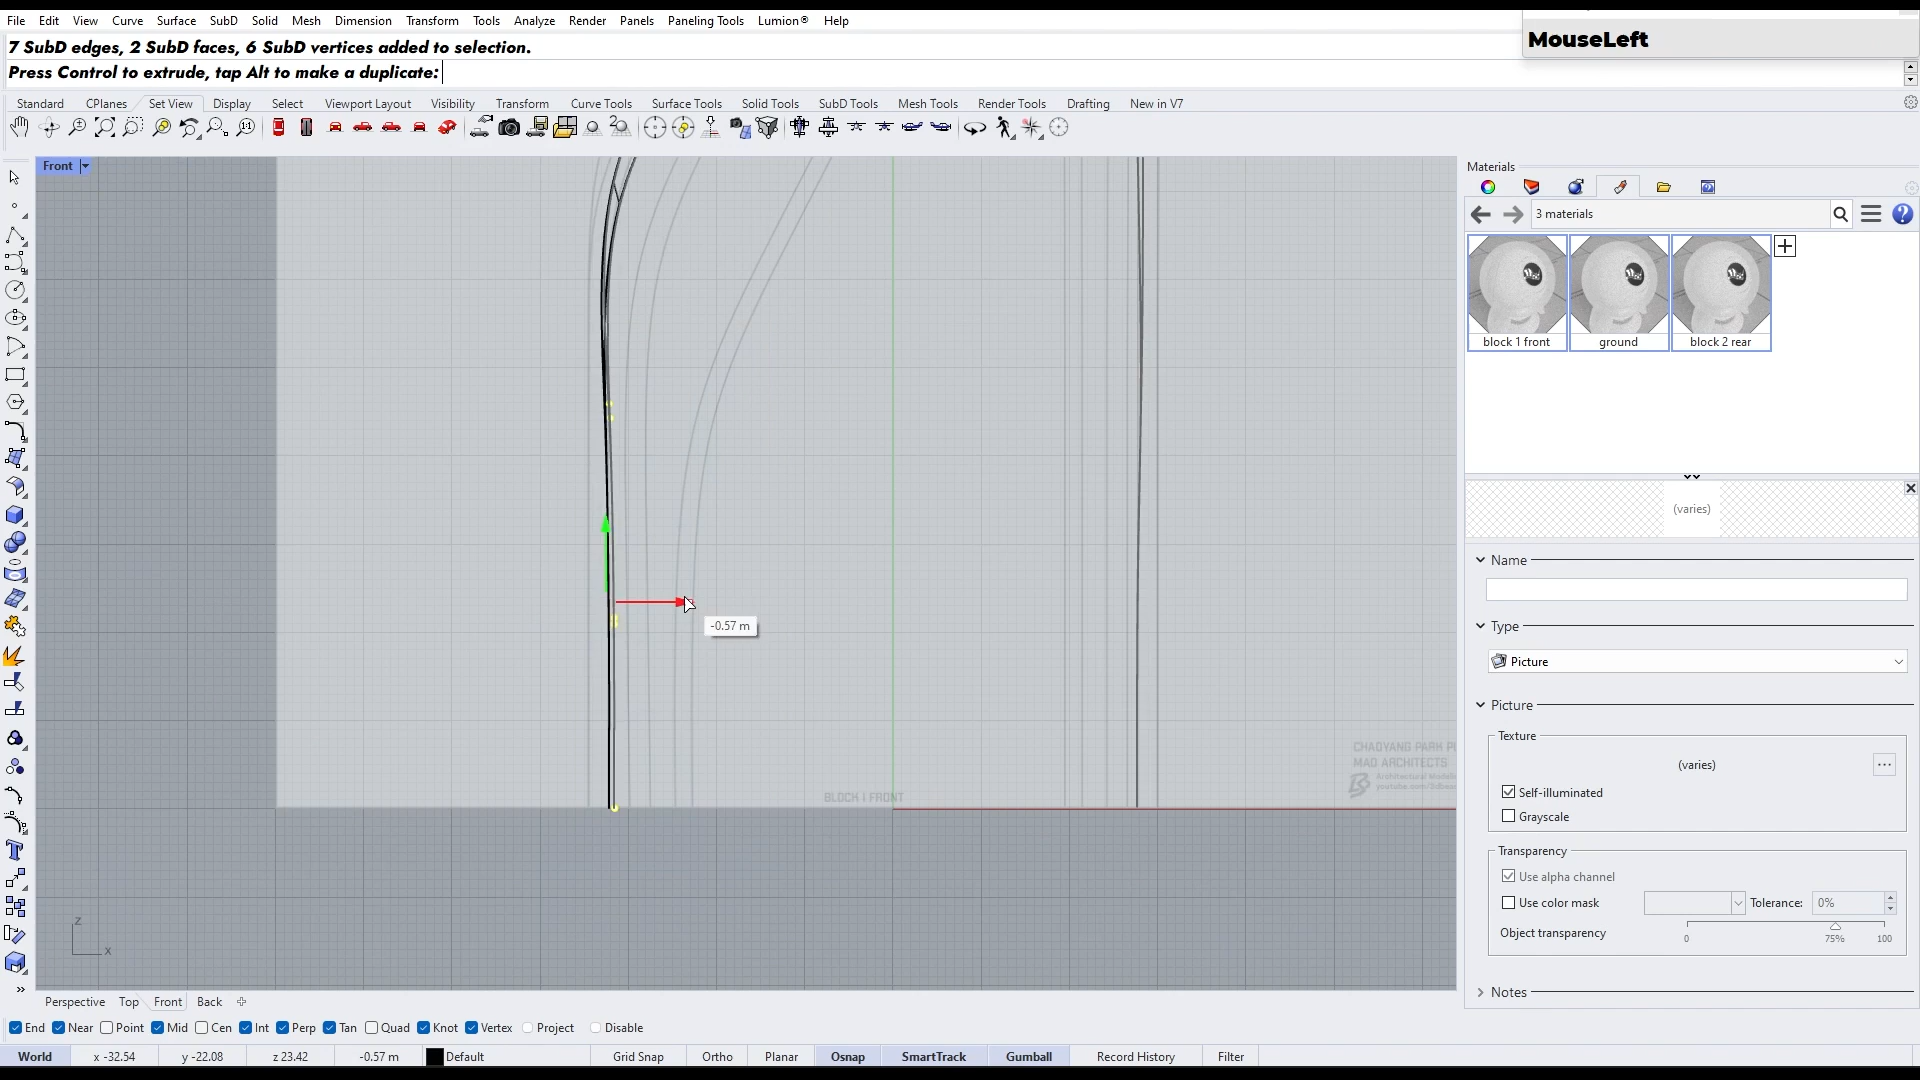 File Edit View Curve Surface SubD Solid Mesh Dimension Transform Tools Analyze Render Panels Paneling Tools Lumion® Help
MouseLeft
7 SubD edges, 2 SubD faces, 6 SubD vertices added to selection.
Press Control to extrude, tap Alt to make a duplicate:
Standard CPlanes Set View Display Select Viewport Layout Visibility Transform Curve Tools Surface Tools Solid Tools SubD Tools Mesh Tools Render Tools Drafting New in V7
Front
Materials
3 materials
block 1 front ground block 2 rear
(varies)
Name
-0.57 m
Type
Picture
Picture
Texture
(varies)
Self-illuminated
Grayscale
CHAOYANG PARK
MAD ARCHITECTS
BLOCK 1 FRONT
Transparency
Use alpha channel
Use color mask Tolerance: 0%
Object transparency 0 75% 100
Notes
z
x
Perspective Top Front Back
End Near Point Mid Cen Int Perp Tan Quad Knot Vertex Project Disable
World x -32.54 y -22.08 z 23.42 -0.57 m Default Grid Snap Ortho Planar Osnap SmartTrack Gumball Record History Filter